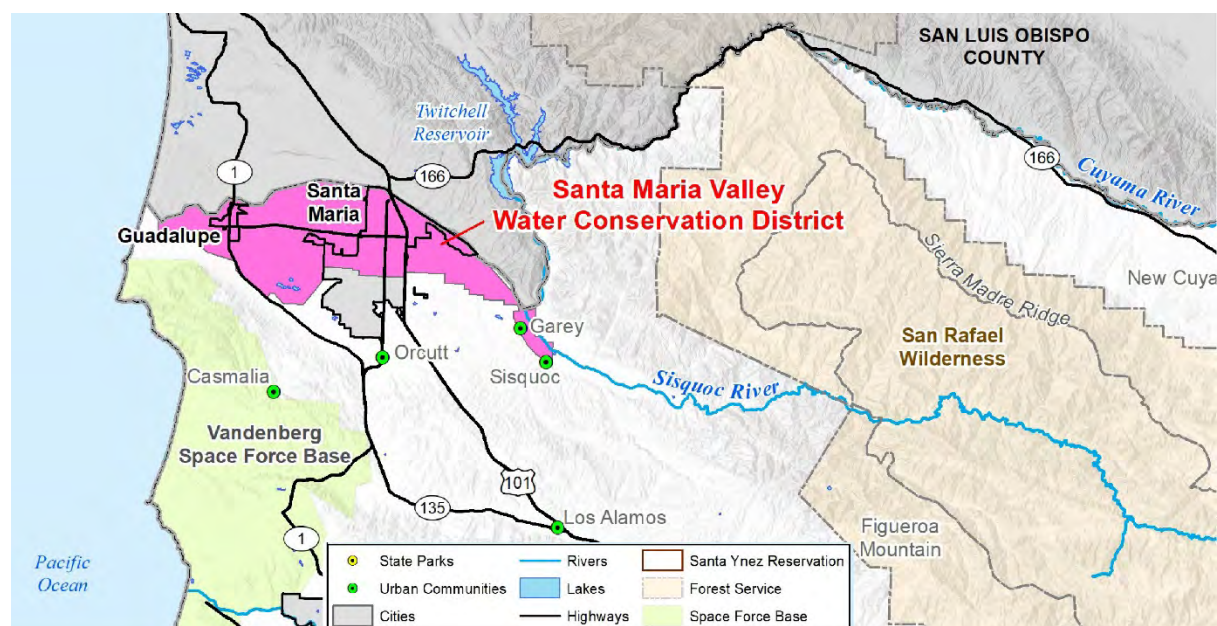 SAN LUIS OBISPO
COUNTY
Twitchell
Reservoir
166
Cuyama River
1
166
Santa
Maria
Santa Maria Valley
Water Conservation District
Guadalupe
Sierra Madre Ridge
New Cuya
Garey
San Rafael
Wilderness
Orcutt
Sisquoc
Casmalia
Sisquoc River
Vandenberg
Space Force Base
101
135
Los Alamos
1
Figueroa
Mountain
Pacific
Ocean
State Parks
Rivers
Santa Ynez Reservation
Urban Communities
Lakes
Forest Service
Cities
Highways
Space Force Base